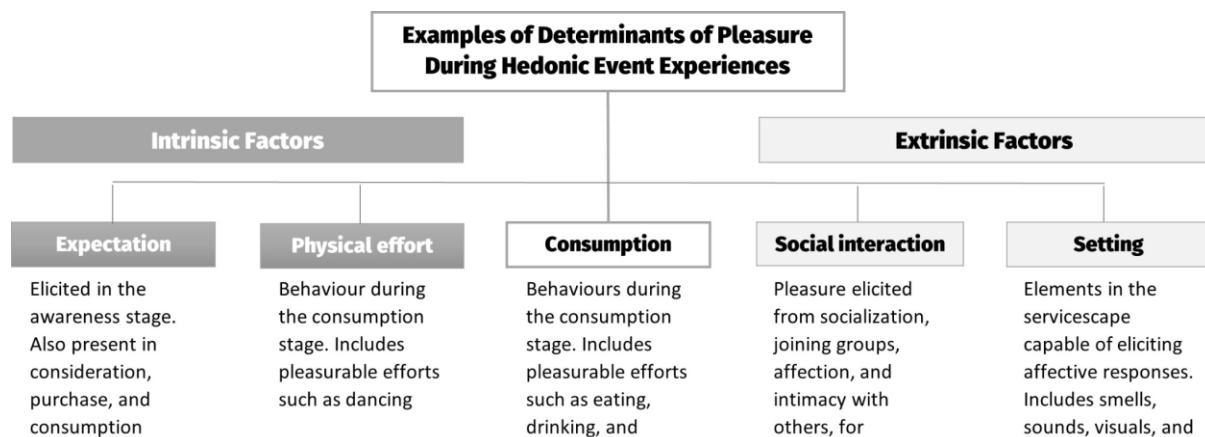 Examples of Determinants of Pleasure
During Hedonic Event Experiences
Intrinsic Factors
Extrinsic Factors
Expectation
Elicited in the
awareness stage.
Also present in
consideration,
purchase, and
consumption
Physical effort
Behaviour during
the consumption
stage. Includes
pleasurable efforts
such as dancing
Consumption
Behaviours during
the consumption
stage. Includes
pleasurable efforts
such as eating,
drinking, and
Social interaction
Pleasure elicited
from socialization,
joining groups,
affection, and
intimacy with
others, for
Setting
Elements in the
servicescape
capable of eliciting
affective responses.
Includes smells,
sounds, visuals, and